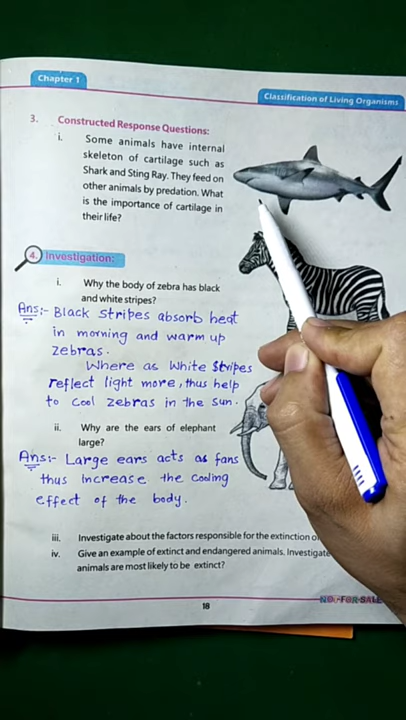 Chapter 1
Classification of Living Organisms
3. Constructed Response Questions:
i. Some animals have internal
skeleton of cartilage such as
Shark and Sting Ray. They feed on
other animals by predation. What
is the importance of cartilage in
their life?
4. Investigation:
i. Why the body of zebra has black
and white stripes?
Ans:- Black stripes absorb heat
in morning and warm up
zebras.
Where as white stripes
reflect light more, thus help
to cool zebras in the sun.
ii. Why are the ears of elephant
large?
Ans:- Large ears acts as fans
thus increase the cooling
effect of the body.
iii. Investigate about the factors responsible for the extinction
iv. Give an example of extinct and endangered animals. Investigate
animals are most likely to be extinct?
NOT FOR SALE
18